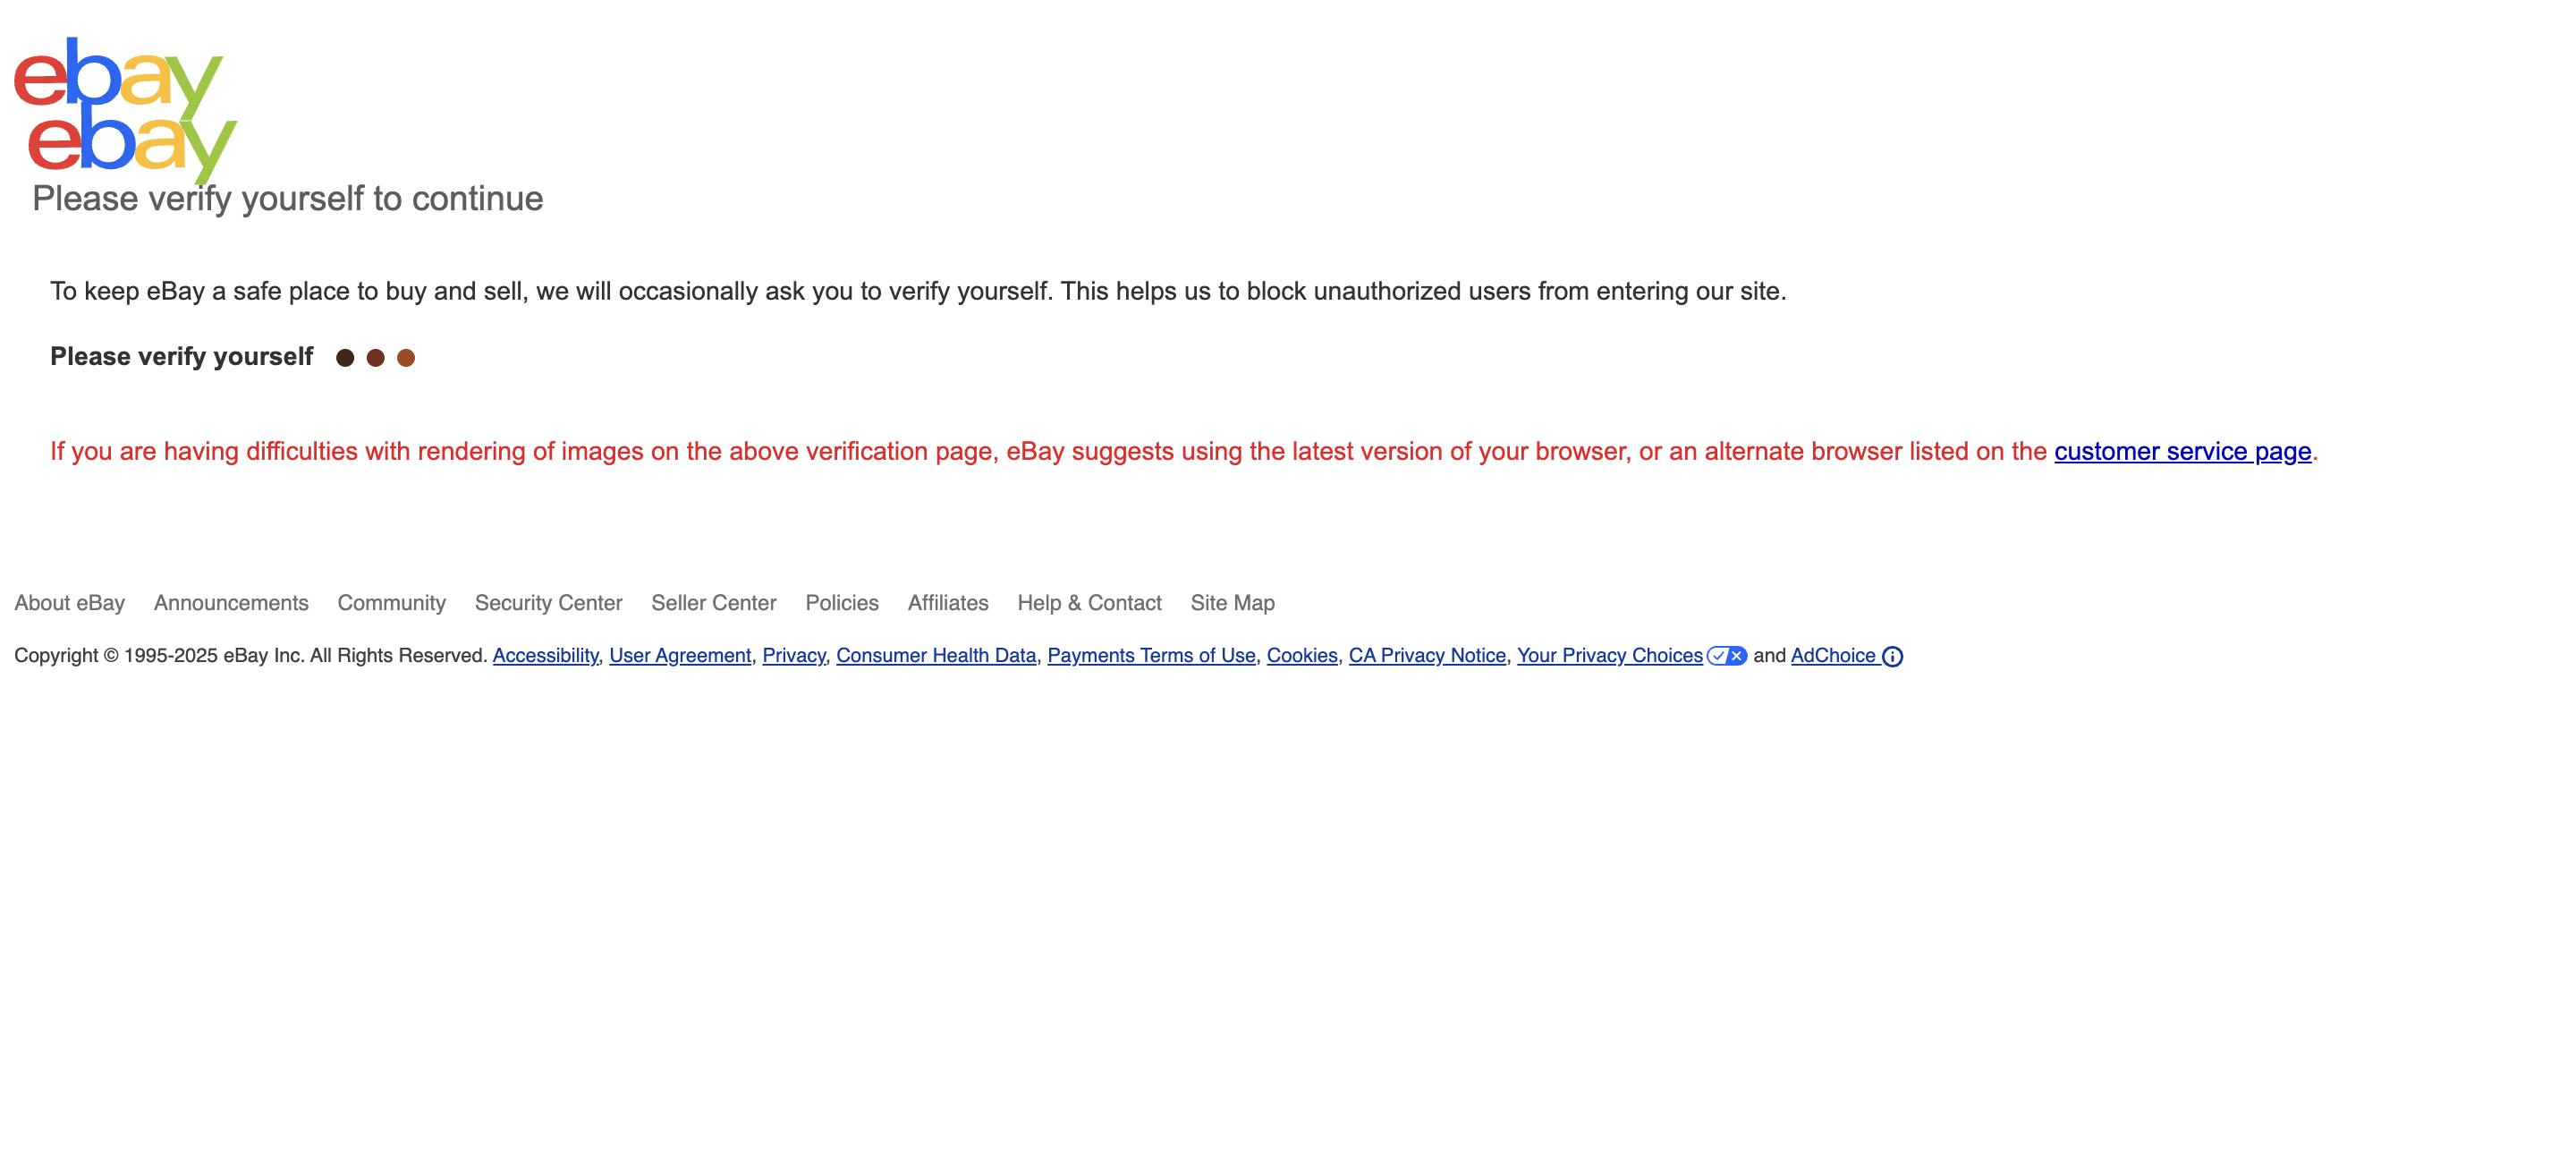 ebay
ebay
Please verify yourself to continue
To keep eBay a safe place to buy and sell, we will occasionally ask you to verify yourself. This helps us to block unauthorized users from entering our site.
Please verify yourself
If you are having difficulties with rendering of images on the above verification page, eBay suggests using the latest version of your browser, or an alternate browser listed on the customer service page.
About eBay Announcements Community Security Center Seller Center Policies Affiliates Help & Contact Site Map
Copyright © 1995-2025 eBay Inc. All Rights Reserved. Accessibility, User Agreement, Privacy, Consumer Health Data, Payments Terms of Use, Cookies, CA Privacy Notice, Your Privacy Choices and AdChoice